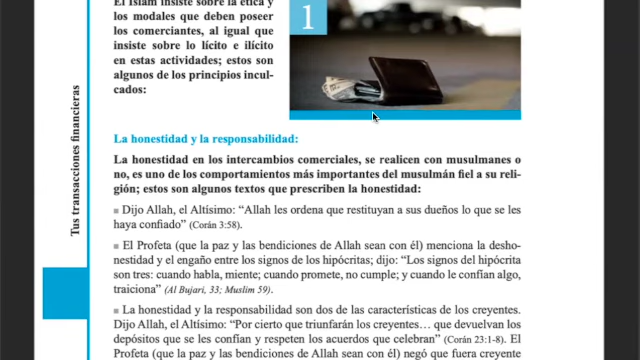 El Islam insiste sobre la ética y
los modales que deben poseer
los comerciantes, al igual que
insiste sobre lo lícito e ilícito
en estas actividades; estos son
algunos de los principios incul-
cados:
1
Tus transacciones financieras
La honestidad y la responsabilidad:
La honestidad en los intercambios comerciales, se realicen con musulmanes o
no, es uno de los comportamientos más importantes del musulmán fiel a su reli-
gión; estos son algunos textos que prescriben la honestidad:
Dijo Allah, el Altísimo: “Allah les ordena que restituyan a sus dueños lo que se les
haya confiado” (Corán 3:58).
El Profeta (que la paz y las bendiciones de Allah sean con él) menciona la desho-
nestidad y el engaño entre los signos de los hipócritas; dijo: “Los signos del hipócrita
son tres: cuando habla, miente; cuando promete, no cumple; y cuando le confían algo,
traiciona” (Al Bujari, 33; Muslim 59).
La honestidad y la responsabilidad son dos de las características de los creyentes.
Dijo Allah, el Altísimo: “Por cierto que triunfarán los creyentes… que devuelvan los
depósitos que se les confían y respeten los acuerdos que celebran” (Corán 23:1-8). El
Profeta (que la paz y las bendiciones de Allah sean con él) negó que fuera creyente